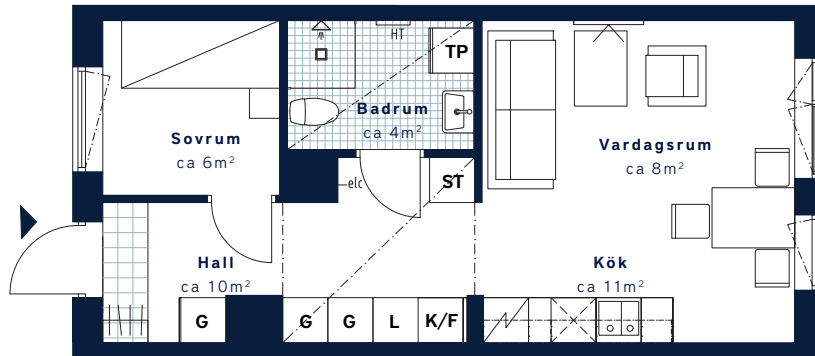 HT
TP
Badrum
ca 4m²
Sovrum
ca 6m²
Vardagsrum
ca 8m²
elc
ST
Hall
ca 10m²
Kök
ca 11m²
G
G
G
L
K/F